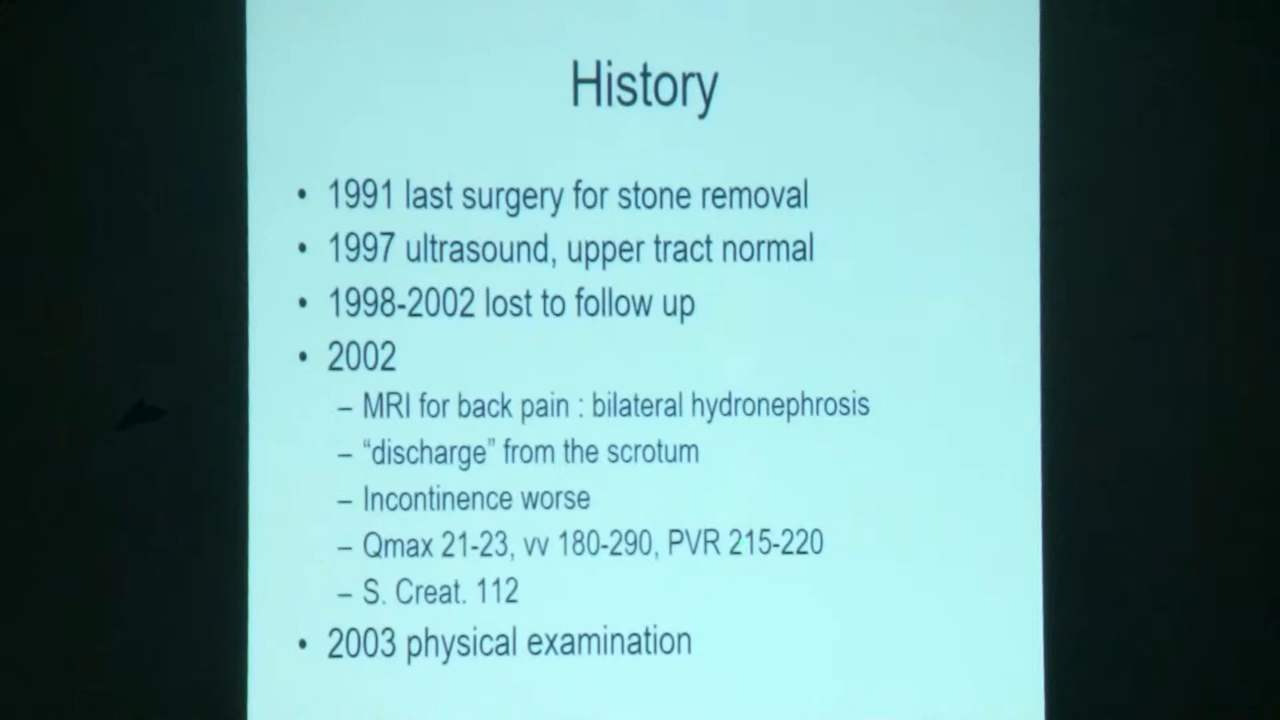 History
• 1991 last surgery for stone removal
• 1997 ultrasound, upper tract normal
• 1998-2002 lost to follow up
• 2002
– MRI for back pain : bilateral hydronephrosis
– “discharge” from the scrotum
– Incontinence worse
– Qmax 21-23, vv 180-290, PVR 215-220
– S. Creat. 112
• 2003 physical examination